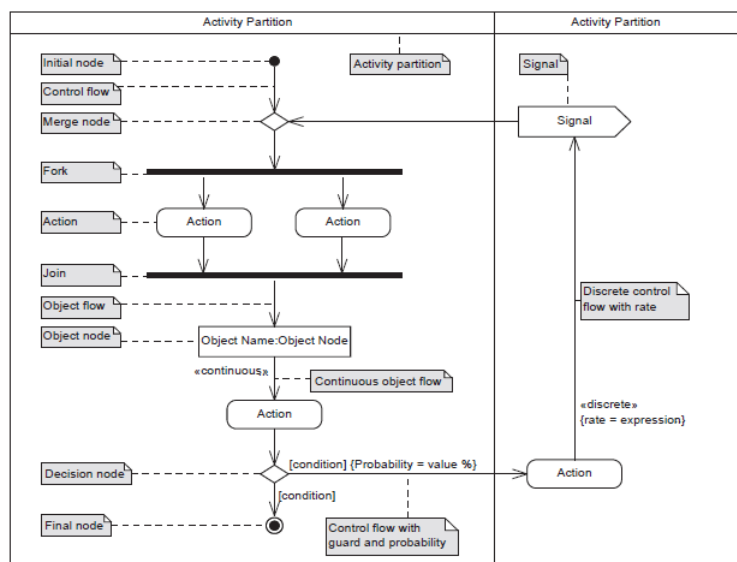 Activity Partition
Activity Partition
Initial node
Activity partition
Signal
Control flow
Merge node
Signal
Fork
Action
Action
Action
Join
Object flow
Discrete control
flow with rate
Object node
Object Name:Object Node
«continuous»
Continuous object flow
Action
«discrete»
{rate = expression}
Decision node
[condition] {Probability = value %}
Action
[condition]
Final node
Control flow with
guard and probability